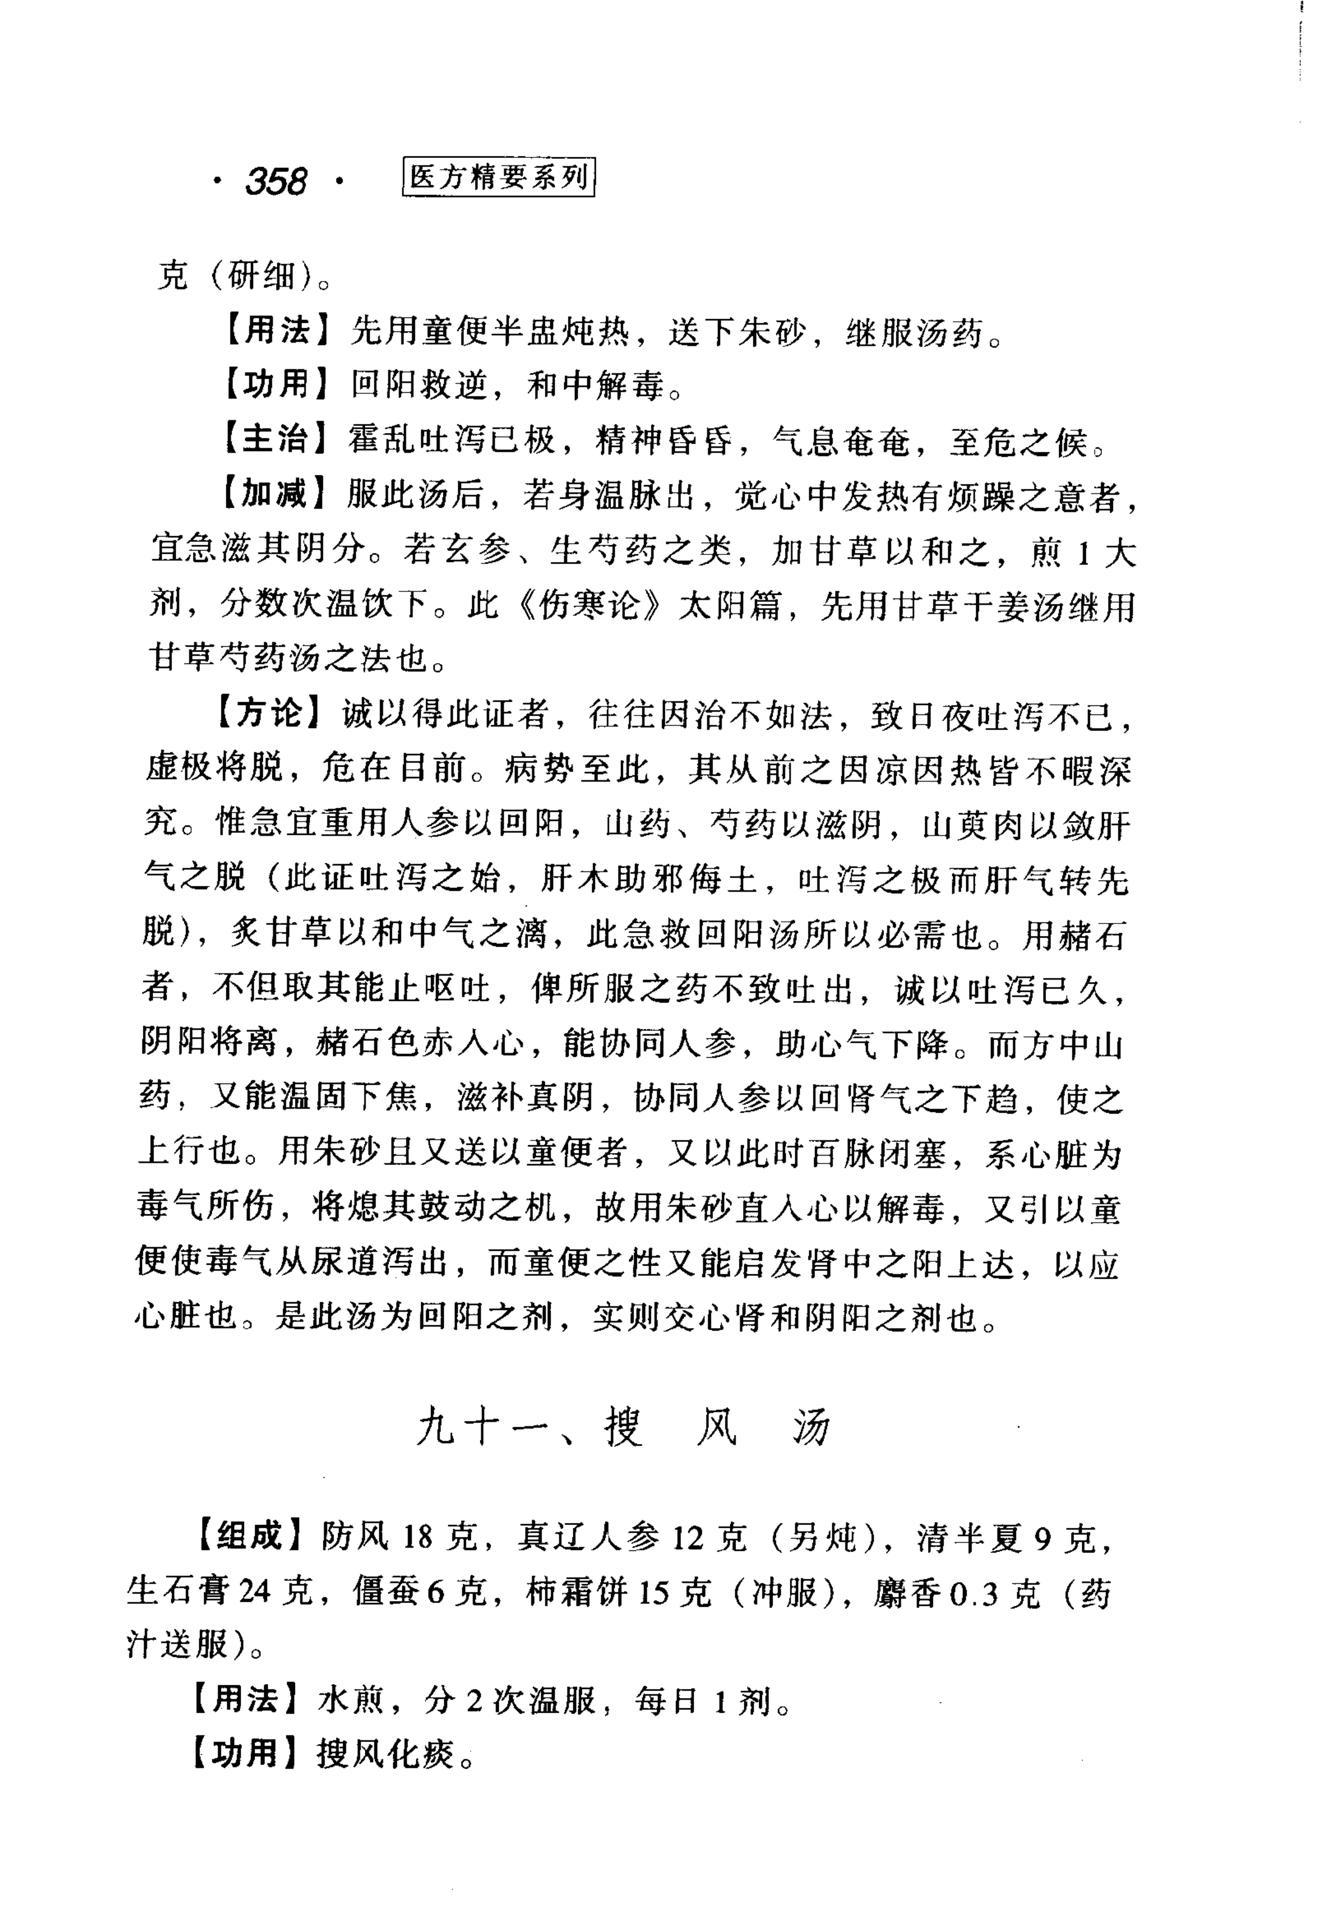 · 358 · 医方精要系列
克（研细）。
【用法】先用童便半盅炖热，送下朱砂，继服汤药。
【功用】回阳救逆，和中解毒。
【主治】霍乱吐泻已极，精神昏昏，气息奄奄，至危之候。
【加减】服此汤后，若身温脉出，觉心中发热有烦躁之意者，
宜急滋其阴分。若玄参、生芍药之类，加甘草以和之，煎 1 大
剂，分数次温饮下。此《伤寒论》太阳篇，先用甘草干姜汤继用
甘草芍药汤之法也。
【方论】诚以得此证者，往往因治不如法，致日夜吐泻不已，
虚极将脱，危在目前。病势至此，其从前之因凉因热皆不暇深
究。惟急宜重用人参以回阳，山药、芍药以滋阴，山萸肉以敛肝
气之脱（此证吐泻之始，肝木助邪侮土，吐泻之极而肝气转先
脱），炙甘草以和中气之漓，此急救回阳汤所以必需也。用赭石
者，不但取其能止呕吐，俾所服之药不致吐出，诚以吐泻已久，
阴阳将离，赭石色赤入心，能协同人参，助心气下降。而方中山
药，又能温固下焦，滋补真阴，协同人参以回肾气之下趋，使之
上行也。用朱砂且又送以童便者，又以此时百脉闭塞，系心脏为
毒气所伤，将熄其鼓动之机，故用朱砂直入心以解毒，又引以童
便使毒气从尿道泻出，而童便之性又能启发肾中之阳上达，以应
心脏也。是此汤为回阳之剂，实则交心肾和阴阳之剂也。
九十一、搜 风 汤
【组成】防风 18 克，真辽人参 12 克（另炖），清半夏 9 克，
生石膏 24 克，僵蚕 6 克，柿霜饼 15 克（冲服），麝香 0.3 克（药
汁送服）。
【用法】水煎，分 2 次温服，每日 1 剂。
【功用】搜风化痰。